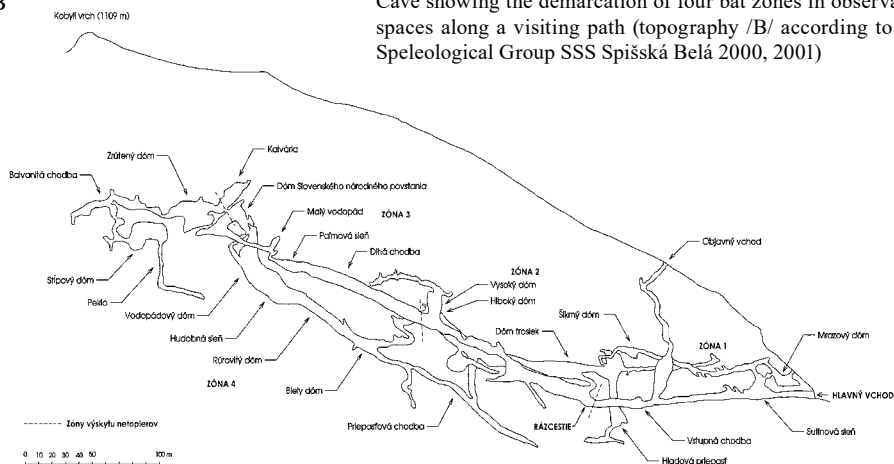 B
Cave showing the demarcation of four bat zones in observa
spaces along a visiting path (topography /B/ according to
Speleological Group SSS Spišská Belá 2000, 2001)
Kobylí vrch (1109 m)
Kalvária
Zrútený dóm
Balvanitá chodba
Dóm Slovenského národného povstania
Malý vodopád
ZÓNA 3
Palmová sieň
Dlhá chodba
Objavný vchod
ZÓNA 2
Vysoký dóm
Hlboký dóm
Stĺpový dóm
Peklo
Vodopádový dóm
Šikmý dóm
Dóm trosiek
Hudobná sieň
ZÓNA 1
Mrazový dóm
Rúrovitý dóm
ZÓNA 4
Biely dóm
HLAVNÝ VCHOD
Zóny výskytu netopierov
Priepasťová chodba
RÁZCESTIE
Vstupná chodba
Sutinová sieň
Hladová priepasť
0 10 20 30 40 50 100 m